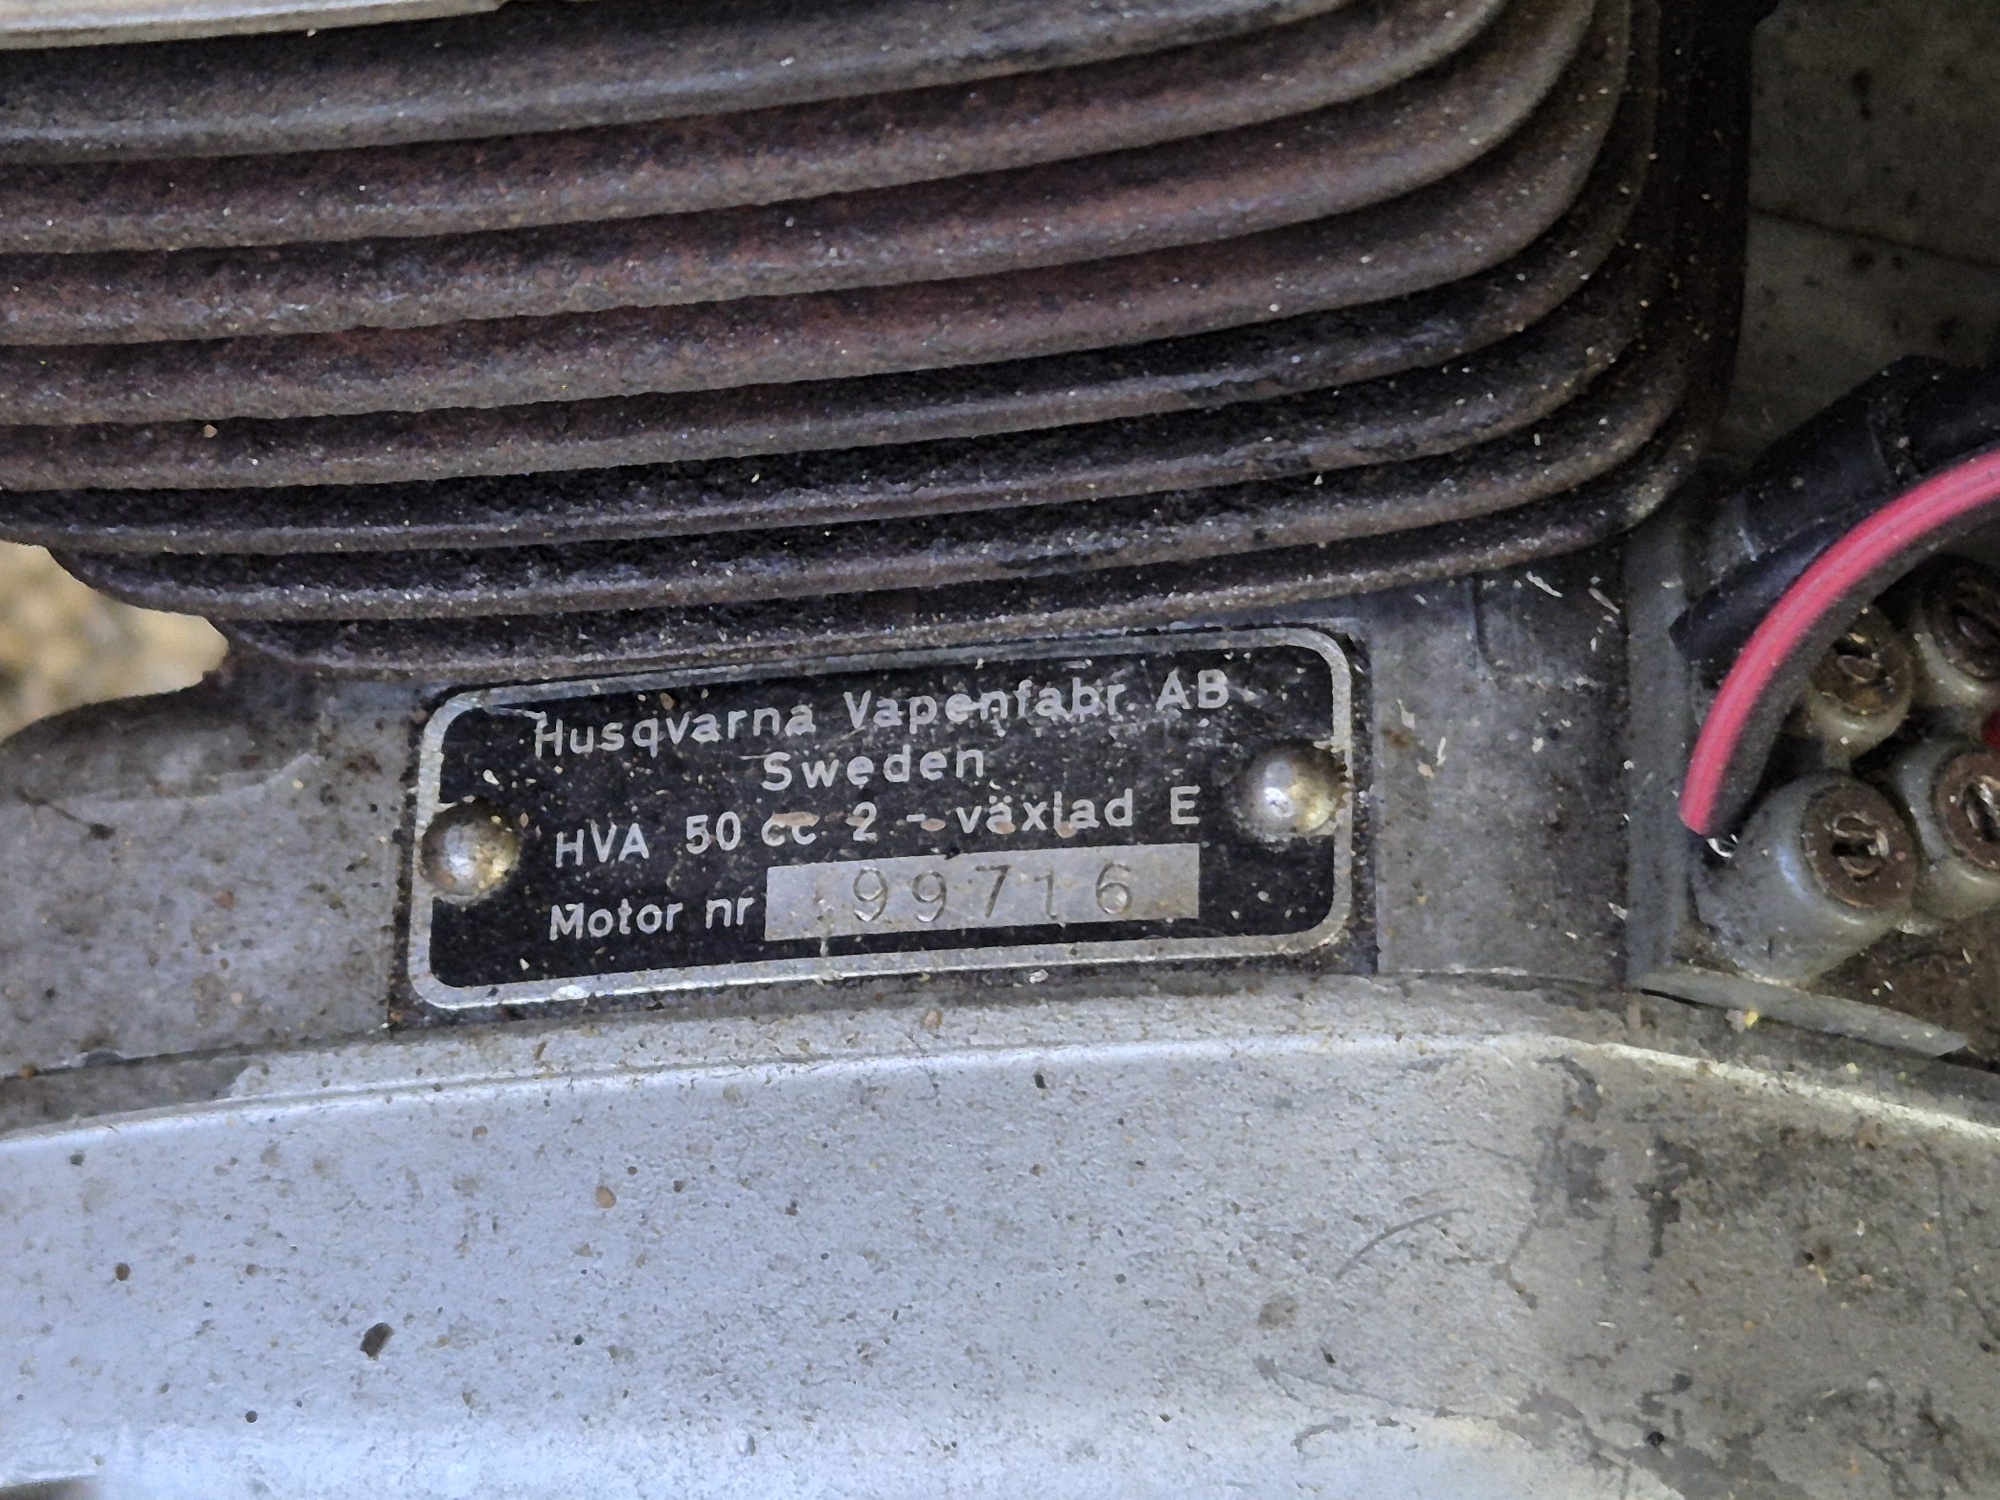 Husqvarna Vapenfabr. AB
Sweden
HVA 50 cc 2 - växlad E
Motor nr 99716